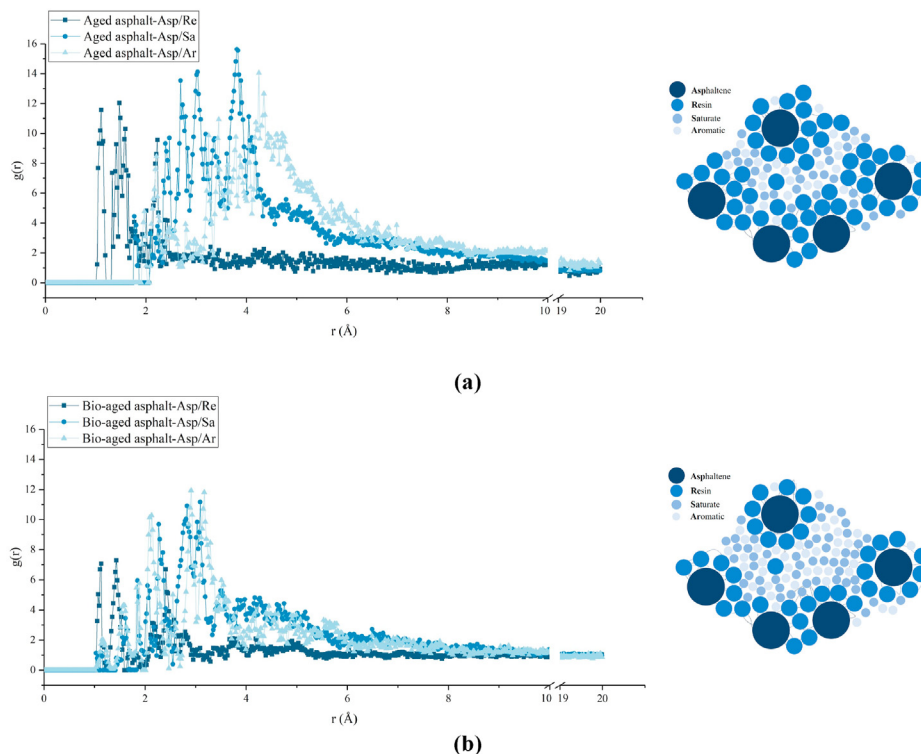 Aged asphalt-Asp/Re
Aged asphalt-Asp/Sa
Aged asphalt-Asp/Ar
16
14
12
10
8
6
4
2
0
g(r)
0 2 4 6 8 10 19 20
r (Å)
Asphaltene
Resin
Saturate
Aromatic
(a)
Bio-aged asphalt-Asp/Re
Bio-aged asphalt-Asp/Sa
Bio-aged asphalt-Asp/Ar
16
14
12
10
8
6
4
2
0
g(r)
0 2 4 6 8 10 19 20
r (Å)
Asphaltene
Resin
Saturate
Aromatic
(b)